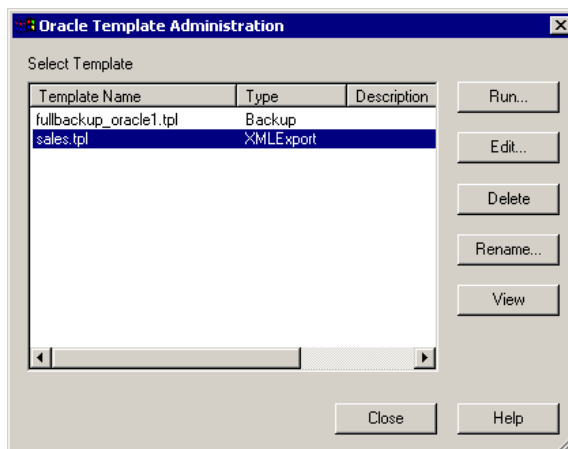 Oracle Template Administration
Select Template
Template Name Type Description
fullbackup_oracle1.tpl Backup
sales.tpl XMLExport
Run...
Edit...
Delete
Rename...
View
Close Help